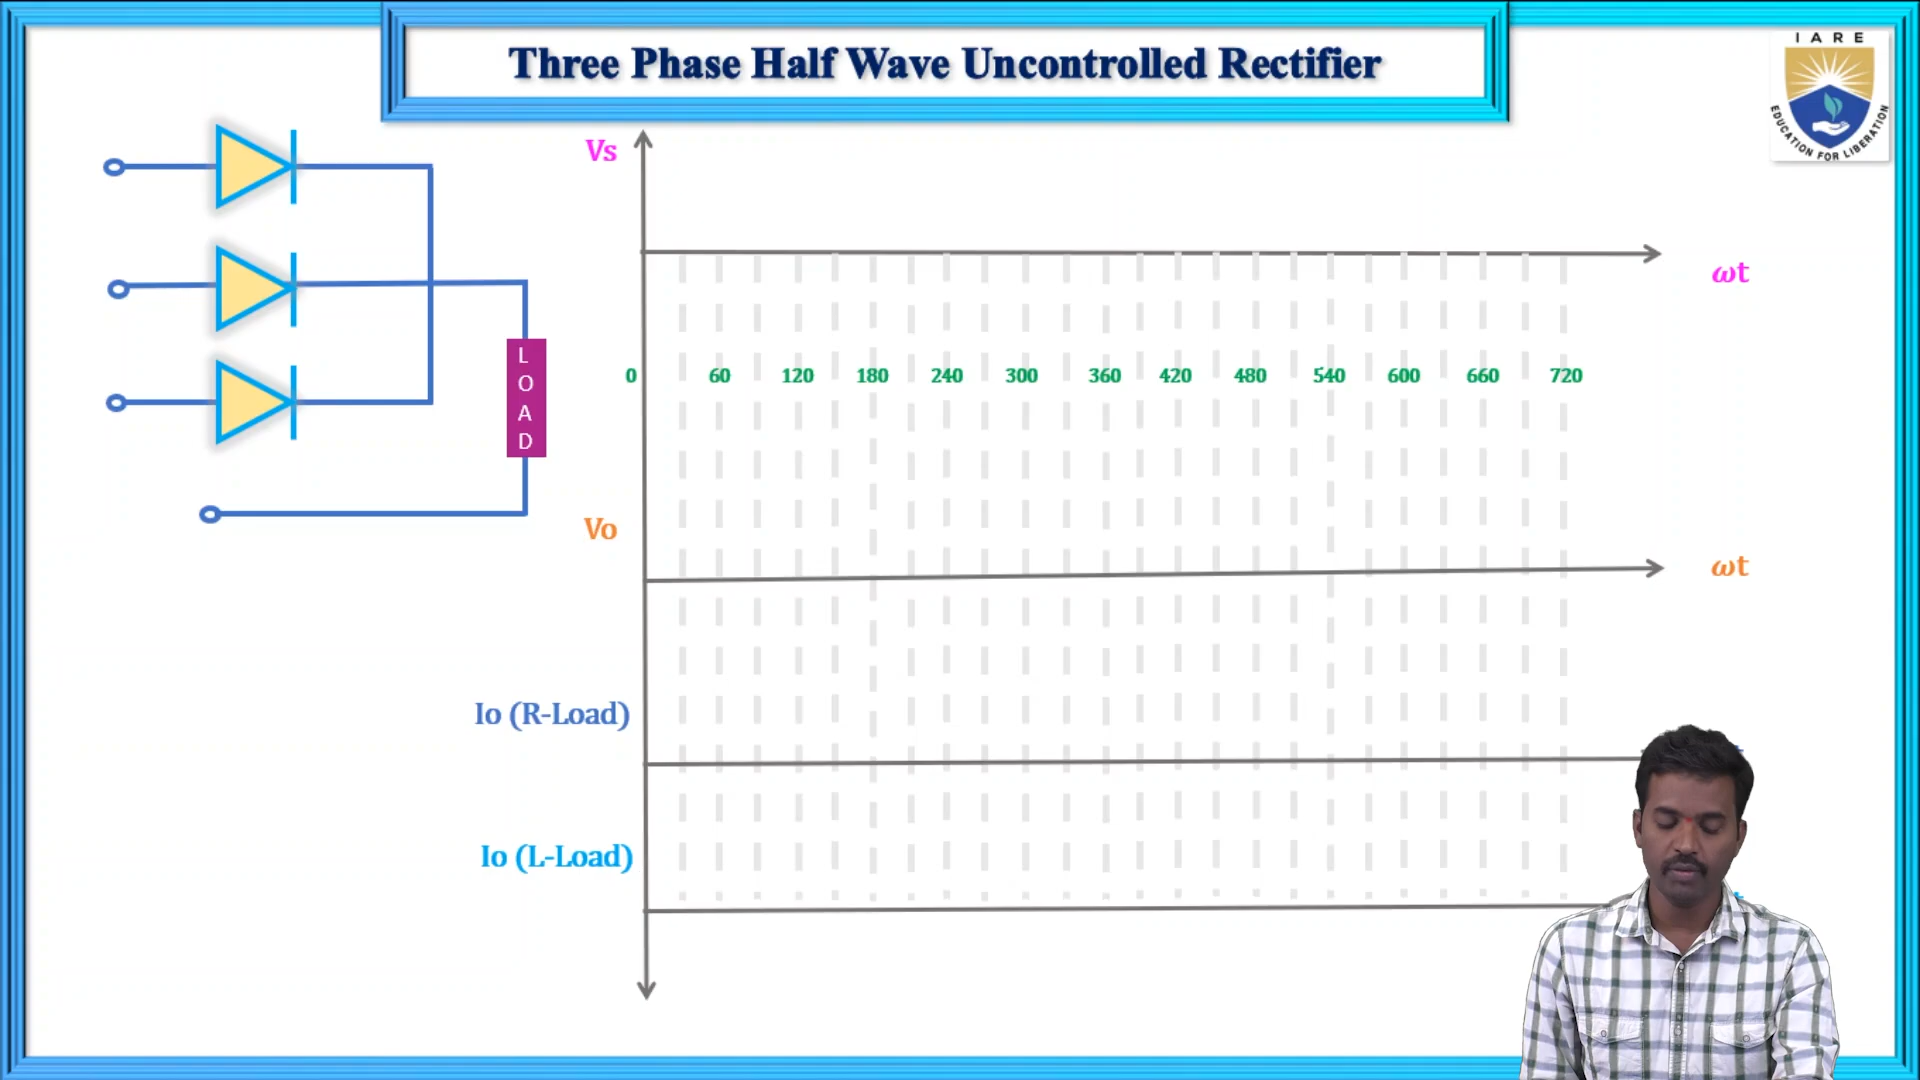 Three Phase Half Wave Uncontrolled Rectifier
I A R E
EDUCATION FOR LIBERATION
Vs
ωt
L
O
A
D
0 60 120 180 240 300 360 420 480 540 600 660 720
Vo
ωt
Io (R-Load)
Io (L-Load)